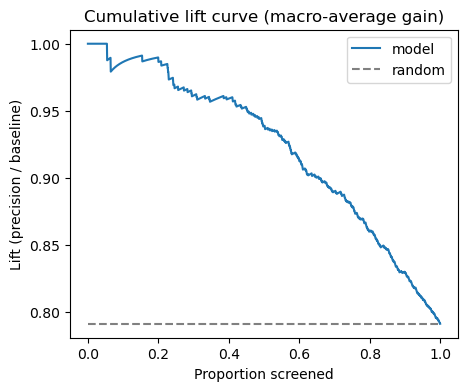 Cumulative lift curve (macro-average gain)
model
random
Lift (precision / baseline)
1.00
0.95
0.90
0.85
0.80
0.0 0.2 0.4 0.6 0.8 1.0
Proportion screened